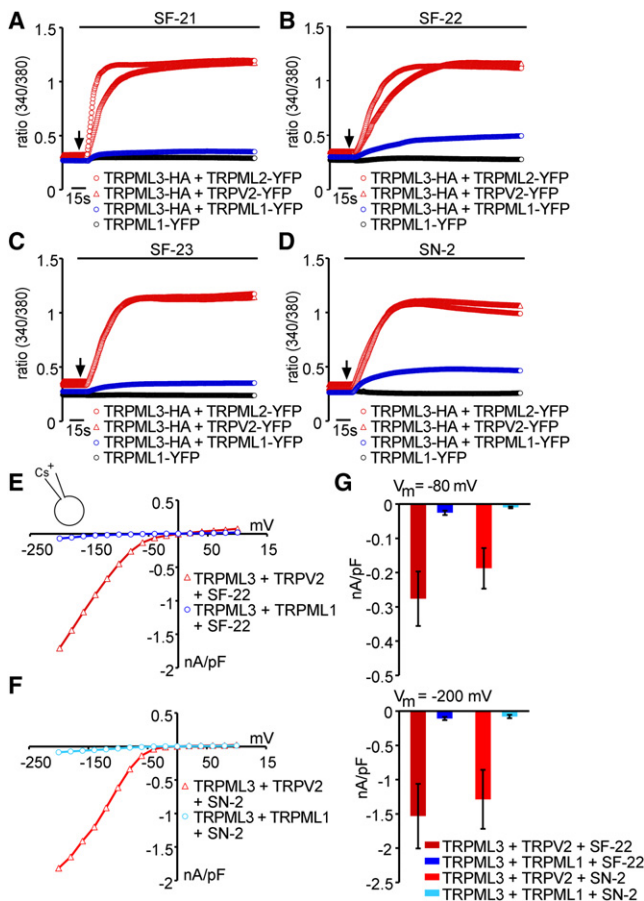 A
SF-21
ratio (340/380)
1.5
1
0.5
0
15s
TRPML3-HA + TRPML2-YFP
TRPML3-HA + TRPV2-YFP
TRPML3-HA + TRPML1-YFP
TRPML1-YFP
B
SF-22
ratio (340/380)
1.5
1
0.5
0
15s
TRPML3-HA + TRPML2-YFP
TRPML3-HA + TRPV2-YFP
TRPML3-HA + TRPML1-YFP
TRPML1-YFP
C
SF-23
ratio (340/380)
1.5
1
0.5
0
15s
TRPML3-HA + TRPML2-YFP
TRPML3-HA + TRPV2-YFP
TRPML3-HA + TRPML1-YFP
TRPML1-YFP
D
SN-2
ratio (340/380)
1.5
1
0.5
0
15s
TRPML3-HA + TRPML2-YFP
TRPML3-HA + TRPV2-YFP
TRPML3-HA + TRPML1-YFP
TRPML1-YFP
E
Cs+
0.5
mV
0
-250
-150
-50
50
15
-0.5
-1
-1.5
-2
nA/pF
TRPML3 + TRPV2
+ SF-22
TRPML3 + TRPML1
+ SF-22
F
0.5
mV
0
-250
-150
-50
50
15
-0.5
-1
-1.5
-2
nA/pF
TRPML3 + TRPV2
+ SN-2
TRPML3 + TRPML1
+ SN-2
G
Vm= -80 mV
nA/pF
0
-0.1
-0.2
-0.3
-0.4
-0.5
Vm= -200 mV
nA/pF
0
-0.5
-1
-1.5
-2
-2.5
TRPML3 + TRPV2 + SF-22
TRPML3 + TRPML1 + SF-22
TRPML3 + TRPV2 + SN-2
TRPML3 + TRPML1 + SN-2